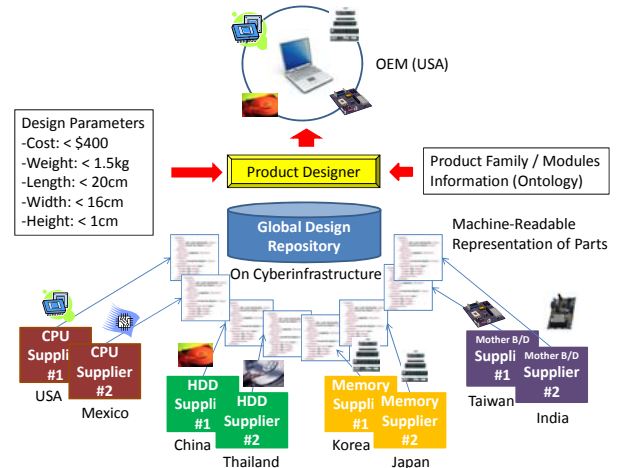 OEM (USA)
Design Parameters
-Cost: < $400
-Weight: < 1.5kg
-Length: < 20cm
-Width: < 16cm
-Height: < 1cm
Product Designer
Product Family / Modules
Information (Ontology)
Global Design
Repository
On Cyberinfrastructure
Machine-Readable
Representation of Parts
CPU
Suppli
#1
USA
CPU
Supplier
#2
Mexico
HDD
Suppli
#1
China
HDD
Supplier
#2
Thailand
Memory
Suppli
#1
Korea
Memory
Supplier
#2
Japan
Mother B/D
Suppli
#1
Taiwan
Mother B/D
Supplier
#2
India